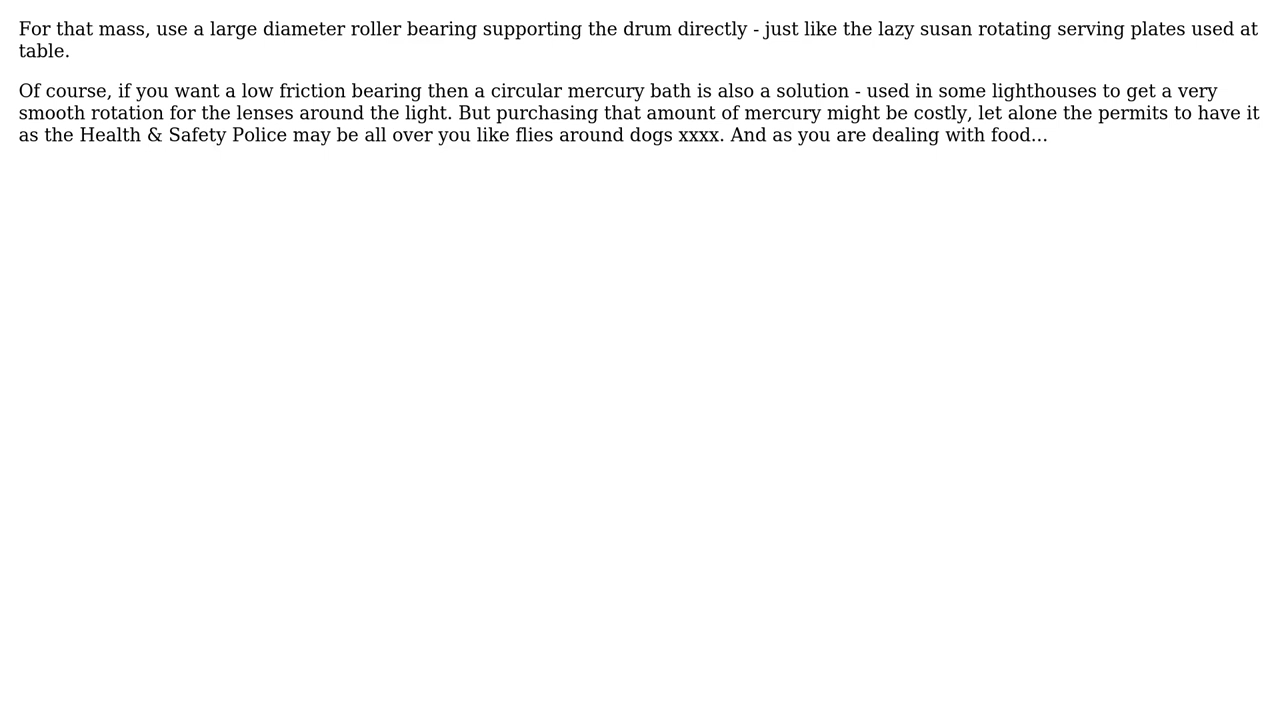 For that mass, use a large diameter roller bearing supporting the drum directly - just like the lazy susan rotating serving plates used at
table.
Of course, if you want a low friction bearing then a circular mercury bath is also a solution - used in some lighthouses to get a very
smooth rotation for the lenses around the light. But purchasing that amount of mercury might be costly, let alone the permits to have it
as the Health & Safety Police may be all over you like flies around dogs xxxx. And as you are dealing with food...